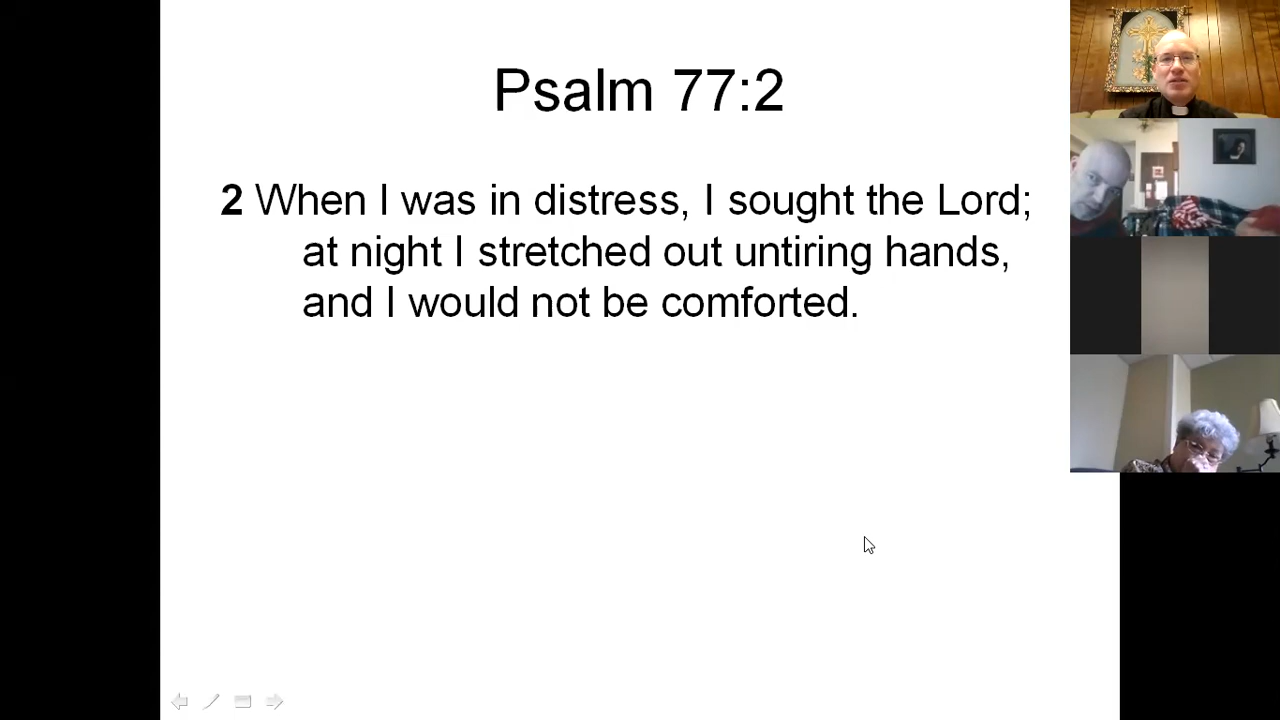 Psalm 77:2
2 When I was in distress, I sought the Lord;
at night I stretched out untiring hands,
and I would not be comforted.